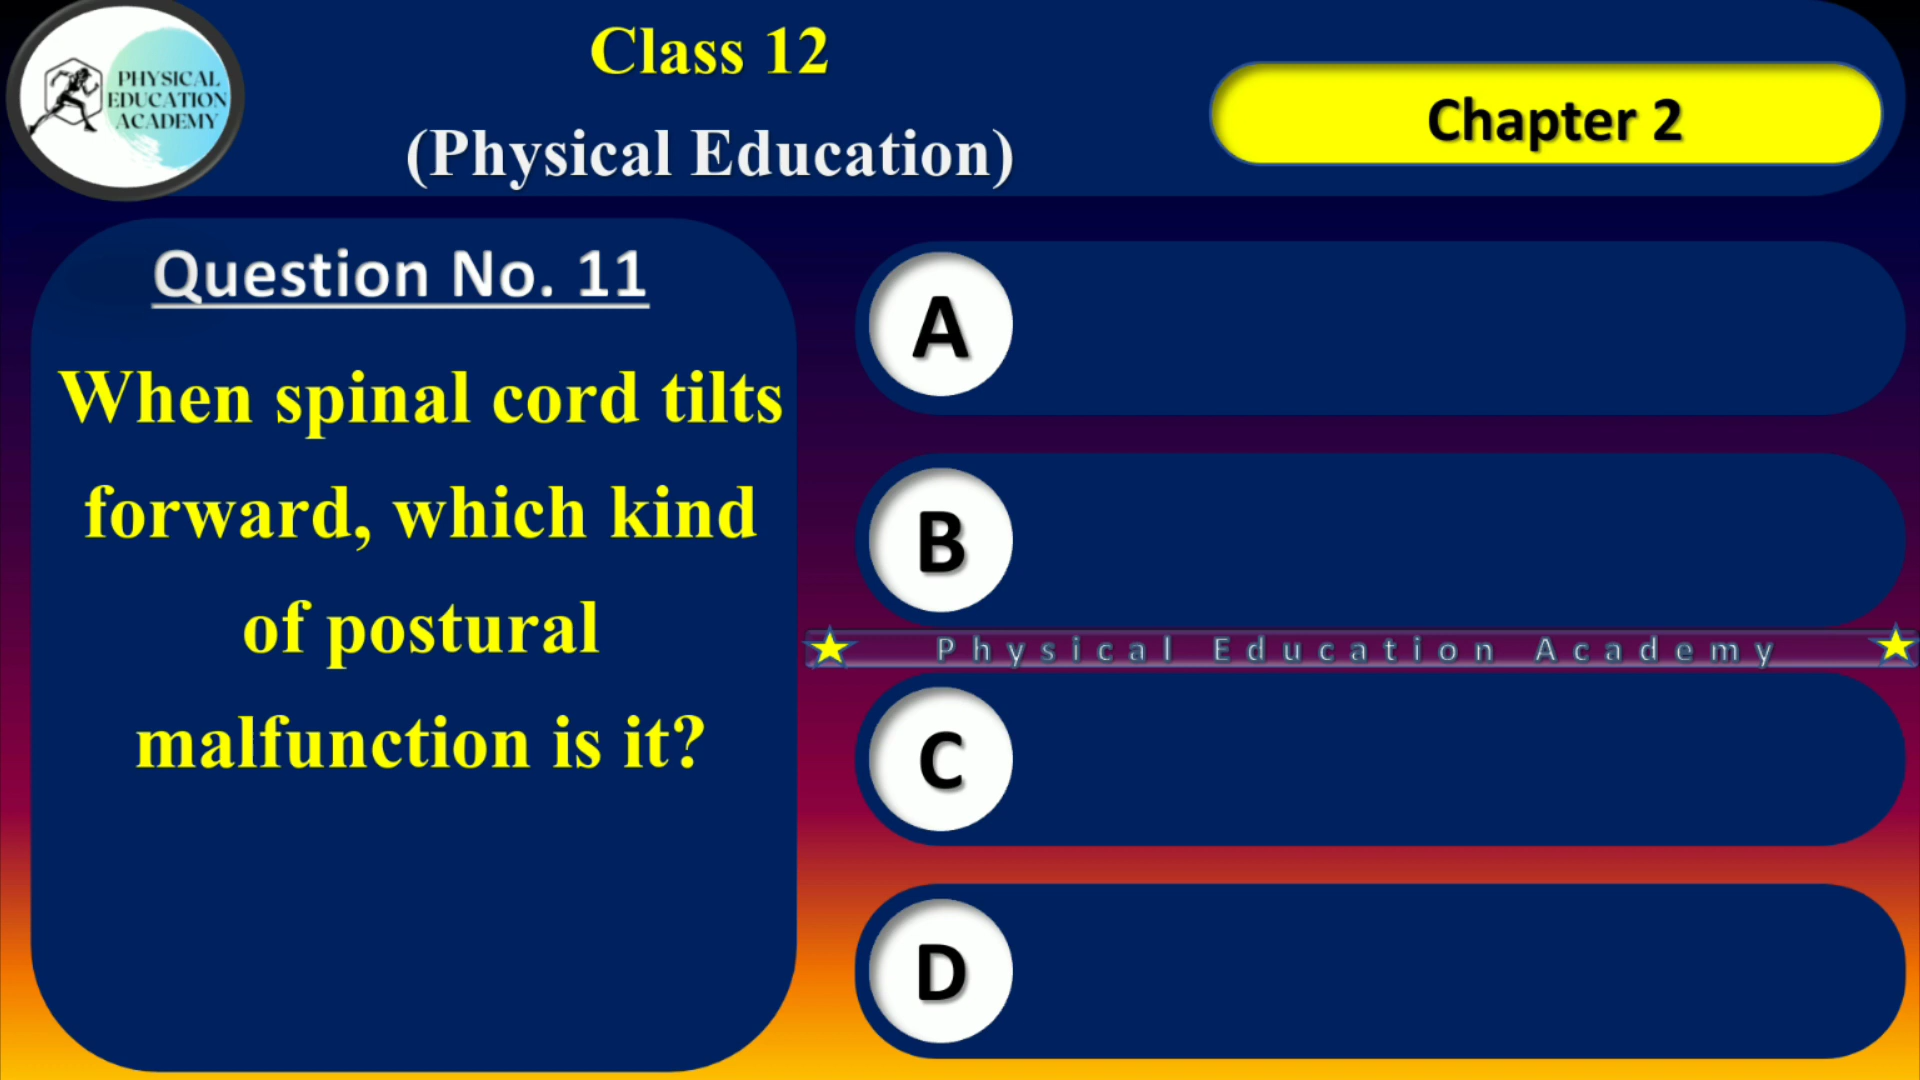 PHYSICAL
EDUCATION
ACADEMY
Class 12
(Physical Education)
Chapter 2
Question No. 11
When spinal cord tilts
forward, which kind
of postural
malfunction is it?
A
B
Physical Education Academy
C
D